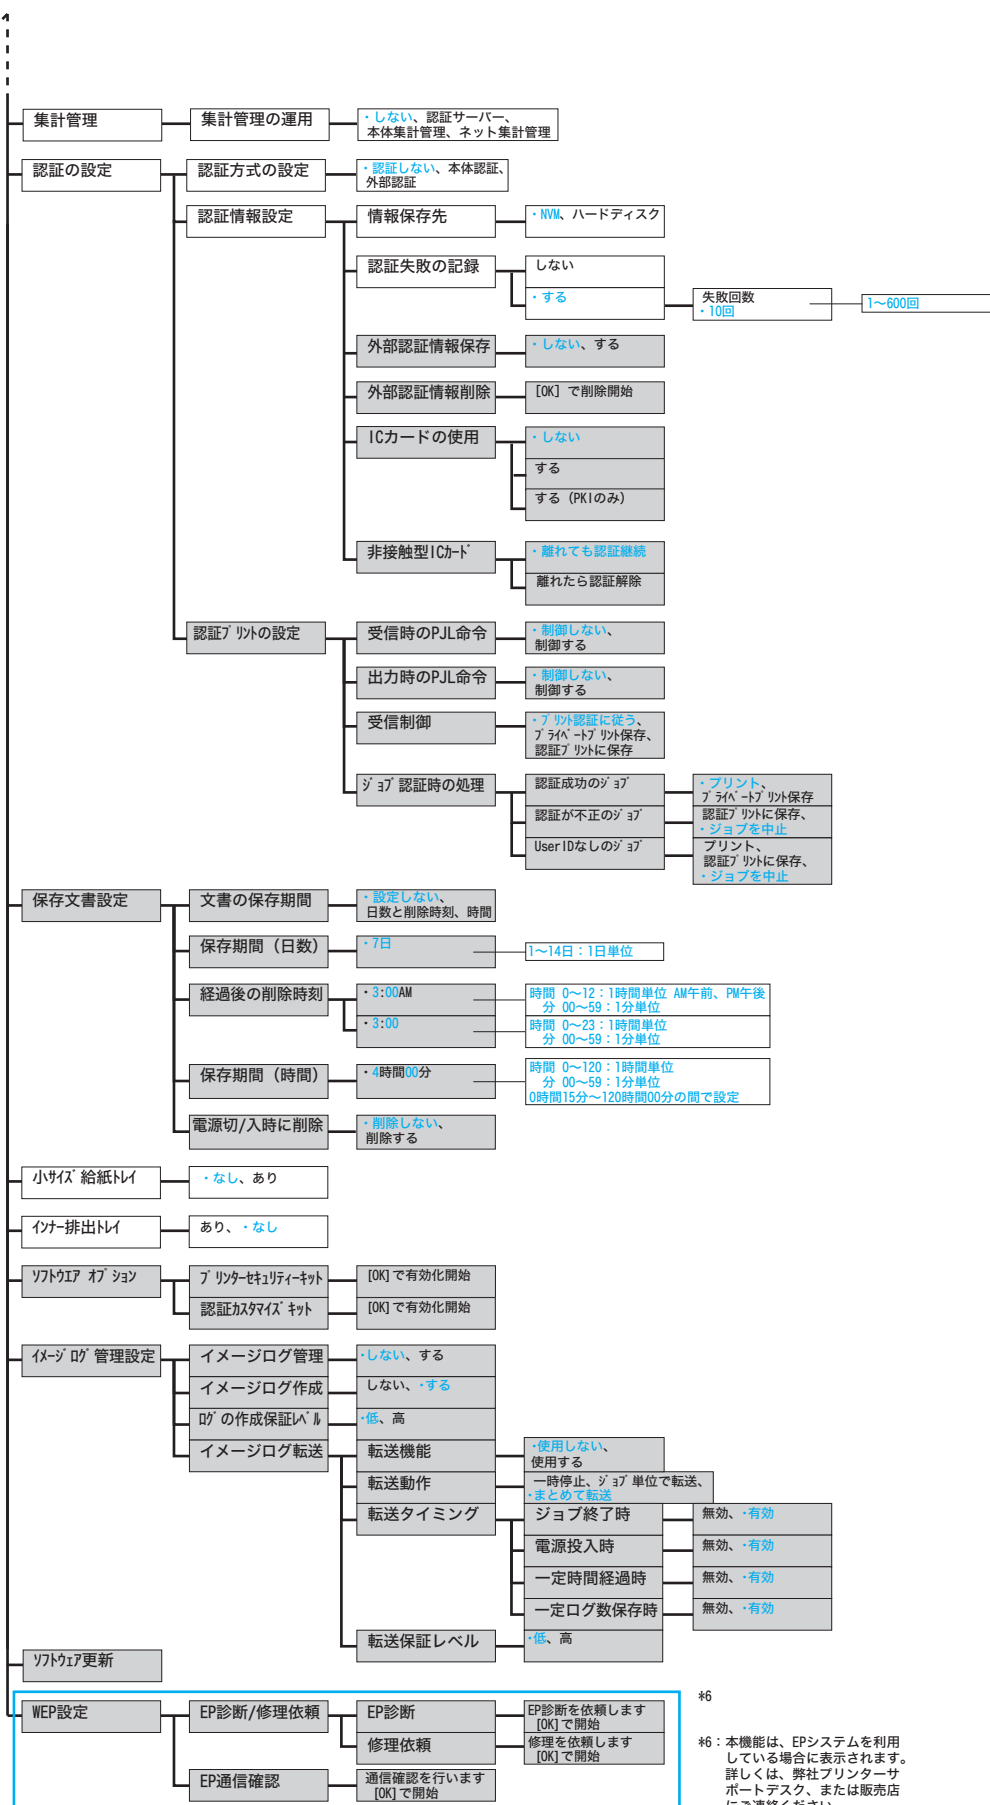 集計管理
集計管理の運用
・しない、認証サーバー、
本体集計管理、ネット集計管理
認証の設定
認証方式の設定
・認証しない、本体認証、
外部認証
認証情報設定
情報保存先
・NVM、ハードディスク
認証失敗の記録
しない
・する
失敗回数
・10回
1～600回
外部認証情報保存
・しない、する
外部認証情報削除
[OK] で削除開始
ICカードの使用
・しない
する
する（PKIのみ）
非接触型ICカード
・離れても認証継続
離れたら認証解除
認証プリントの設定
受信時のPJL命令
・制御しない、
制御する
出力時のPJL命令
・制御しない、
制御する
受信制御
・プリント認証に従う、
プライベートプリント保存、
認証プリントに保存
ジョブ認証時の処理
認証成功のジョブ
・プリント、
プライベートプリント保存
認証が不正のジョブ
認証プリントに保存、
・ジョブを中止
UserIDなしのジョブ
プリント、
認証プリントに保存、
・ジョブを中止
保存文書設定
文書の保存期間
・設定しない、
日数と削除時刻、時間
保存期間（日数）
・7日
1～14日：1日単位
経過後の削除時刻
・3:00AM
時間 0～12：1時間単位 AM午前、PM午後
分 00～59：1分単位
・3:00
時間 0～23：1時間単位
分 00～59：1分単位
保存期間（時間）
・4時間00分
時間 0～120：1時間単位
分 00～59：1分単位
0時間15分～120時間00分の間で設定
電源切/入時に削除
・削除しない、
削除する
小サイズ給紙トレイ
・なし、あり
インナー排出トレイ
あり、・なし
ソフトウエア オプション
プリンターセキュリティーキット
[OK]で有効化開始
認証カスタマイズキット
[OK]で有効化開始
イメージログ管理設定
イメージログ管理
・しない、する
イメージログ作成
しない、・する
ログの作成保証レベル
・低、高
イメージログ転送
転送機能
・使用しない、
使用する
転送動作
一時停止、ジョブ単位で転送、
・まとめて転送
転送タイミング
ジョブ終了時
無効、・有効
電源投入時
無効、・有効
一定時間経過時
無効、・有効
一定ログ数保存時
無効、・有効
転送保証レベル
・低、高
ソフトウェア更新
WEP設定
EP診断/修理依頼
EP診断
EP診断を依頼します
[OK]で開始
修理依頼
修理を依頼します
[OK]で開始
EP通信確認
通信確認を行います
[OK]で開始
*6
*6：本機能は、EPシステムを利用
している場合に表示されます。
詳しくは、弊社プリンターサ
ポートデスク、または販売店
にご連絡ください。